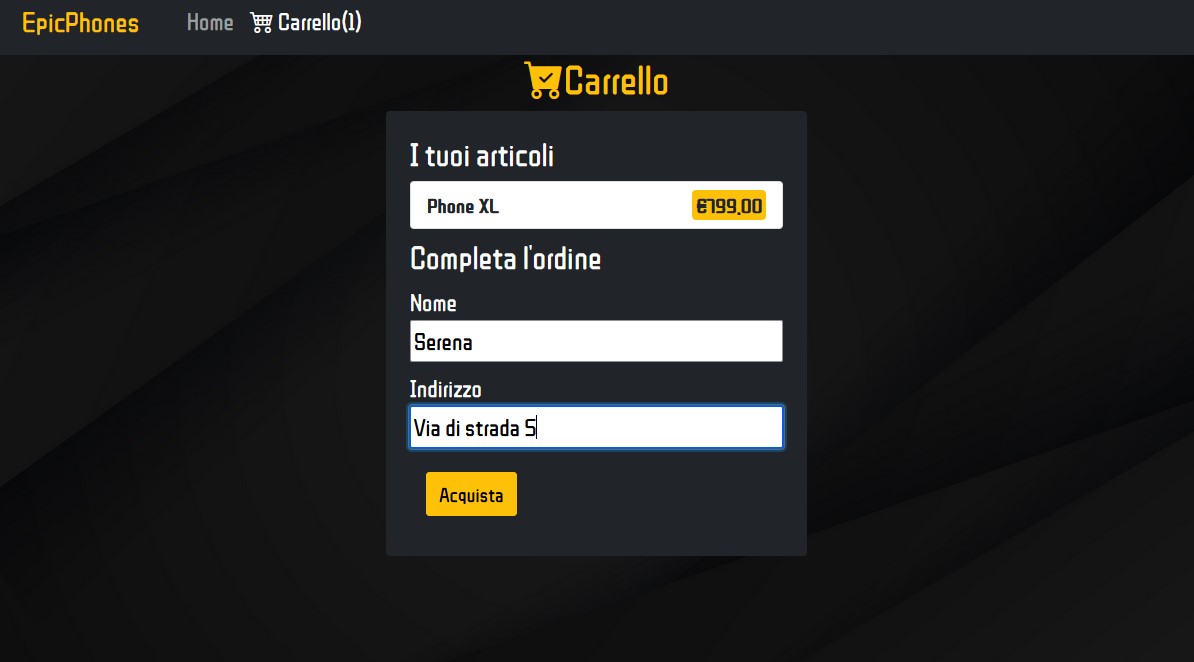 EpicPhones Home Carrello(1)
Carrello
I tuoi articoli
Phone XL €799,00
Completa l'ordine
Nome
Serena
Indirizzo
Via di strada S
Acquista